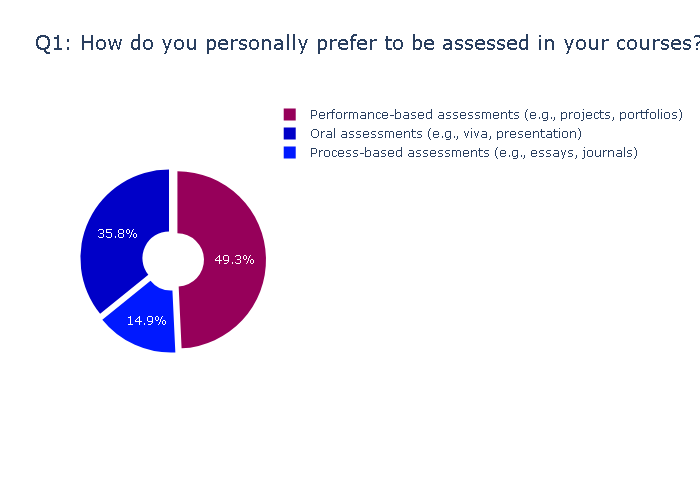 Q1: How do you personally prefer to be assessed in your courses?
Performance-based assessments (e.g., projects, portfolios)
Oral assessments (e.g., viva, presentation)
Process-based assessments (e.g., essays, journals)
35.8%
49.3%
14.9%